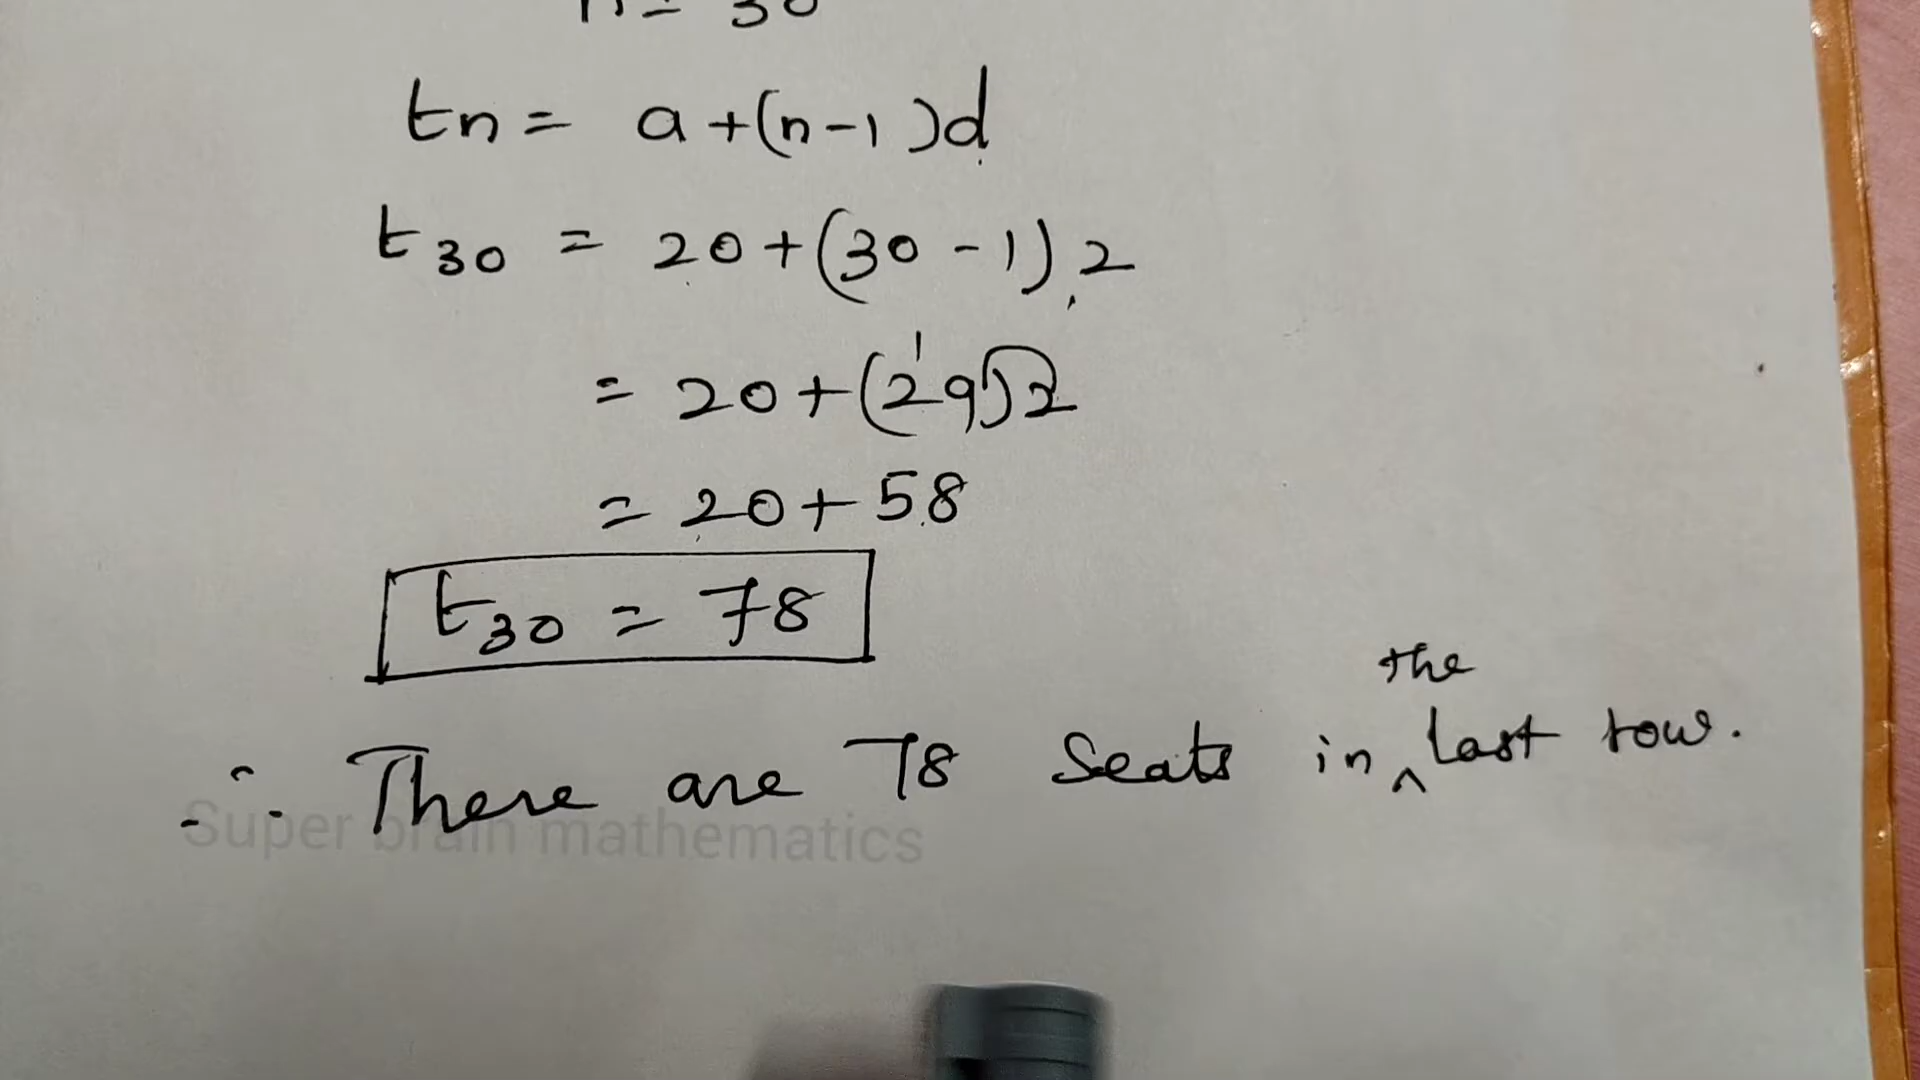 n = 30
tn = a + (n - 1)d
t30 = 20 + (30 - 1) 2
= 20 + (29)2
= 20 + 58
t30 = 78
the
∴ There are 78 Seats in ^ last row.
Super brain mathematics